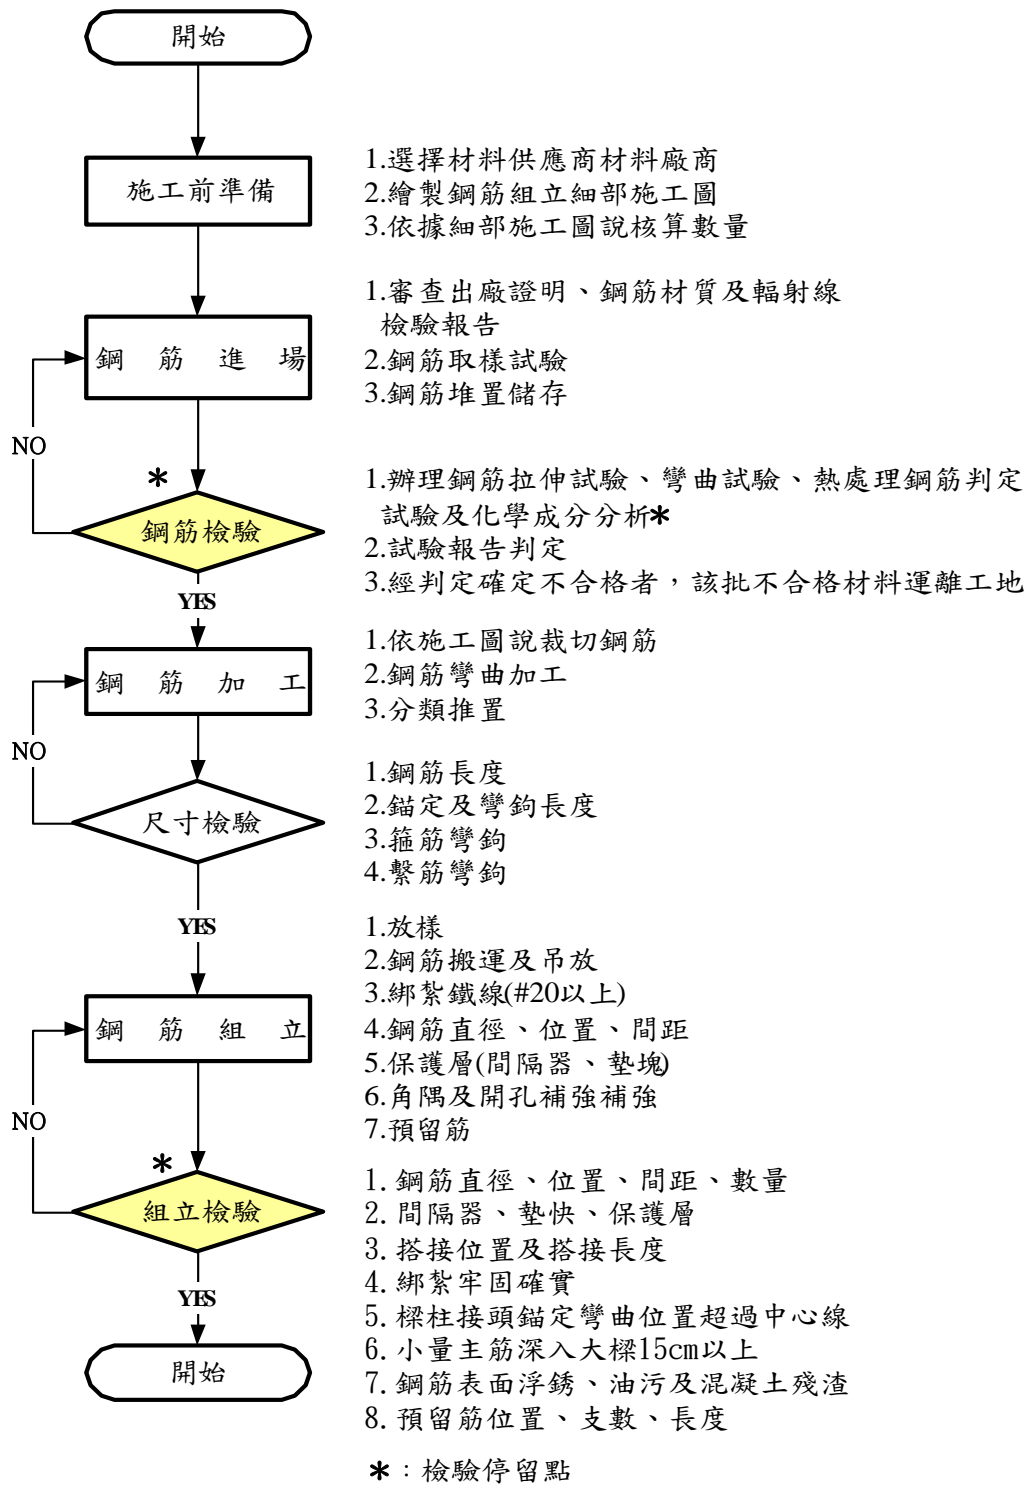 開始
施工前準備
1.選擇材料供應商材料廠商
2.繪製鋼筋組立細部施工圖
3.依據細部施工圖說核算數量
鋼筋進場
1.審查出廠證明、鋼筋材質及輻射線
檢驗報告
2.鋼筋取樣試驗
3.鋼筋堆置儲存
NO
*
鋼筋檢驗
1.辦理鋼筋拉伸試驗、彎曲試驗、熱處理鋼筋判定
試驗及化學成分分析*
2.試驗報告判定
3.經判定確定不合格者，該批不合格材料運離工地
YES
鋼筋加工
1.依施工圖說裁切鋼筋
2.鋼筋彎曲加工
3.分類推置
NO
尺寸檢驗
1.鋼筋長度
2.錨定及彎鉤長度
3.箍筋彎鉤
4.繫筋彎鉤
YES
鋼筋組立
1.放樣
2.鋼筋搬運及吊放
3.綁紮鐵線(#20以上)
4.鋼筋直徑、位置、間距
5.保護層(間隔器、墊塊)
6.角隅及開孔補強補強
7.預留筋
NO
*
組立檢驗
1.鋼筋直徑、位置、間距、數量
2.間隔器、墊快、保護層
3.搭接位置及搭接長度
4.綁紮牢固確實
5.樑柱接頭錨定彎曲位置超過中心線
6.小量主筋深入大樑15cm以上
7.鋼筋表面浮銹、油污及混凝土殘渣
8.預留筋位置、支數、長度
YES
開始
*：檢驗停留點